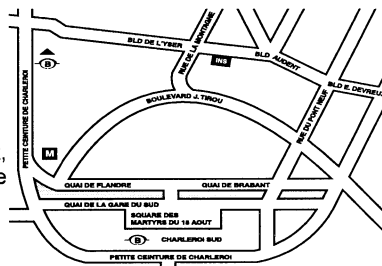 BLD DE L'YSER
RUE DE LA MONTAGNE
INS
BLD AUDENT
BLD E. DEVREUX
B
PETITE CEINTURE DE CHARLEROI
BOULEVARD J. TIROU
RUE DU PONT NEUF
M
QUAI DE FLANDRE
QUAI DE BRABANT
QUAI DE LA GARE DU SUD
SQUARE DES
MARTYRS DU 18 AOUT
B
CHARLEROI SUD
PETITE CEINTURE DE CHARLEROI